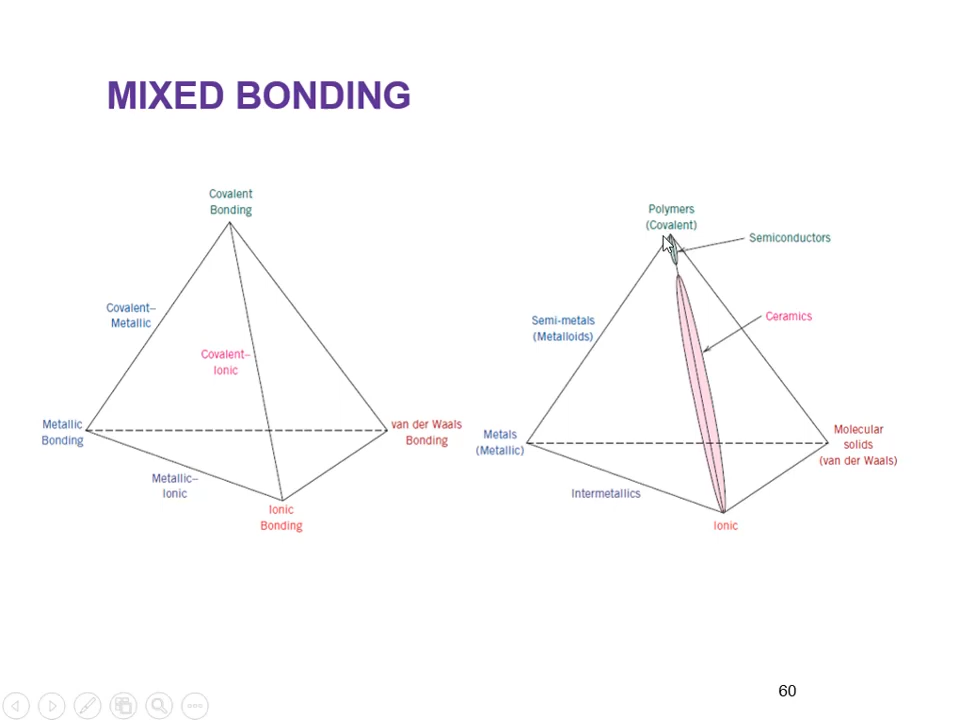 MIXED BONDING
Covalent
Bonding
Covalent–
Metallic
Covalent–
Ionic
Metallic
Bonding
van der Waals
Bonding
Metallic–
Ionic
Ionic
Bonding
Polymers
(Covalent)
Semiconductors
Semi-metals
(Metalloids)
Ceramics
Metals
(Metallic)
Molecular
solids
(van der Waals)
Intermetallics
Ionic
60